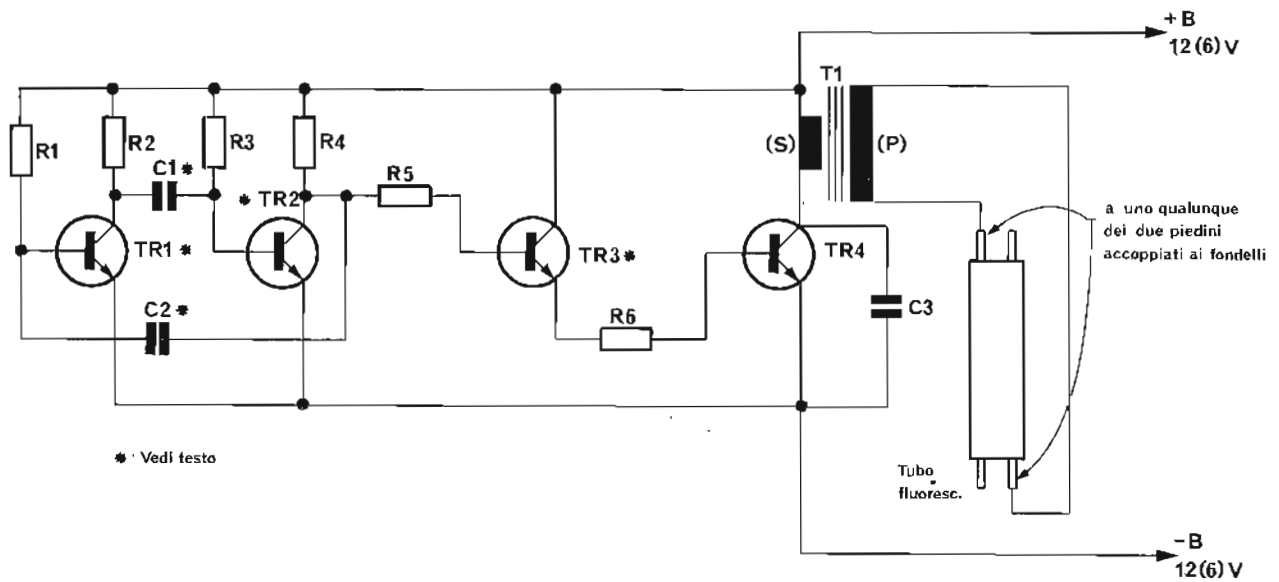 +B
12(6)V
T1
R1
R2
C1*
R3
R4
(S)
(P)
* TR2
R5
TR1*
TR3*
TR4
a uno qualunque
dei due piedini
accoppiati ai fondelli
C2*
R6
C3
* Vedi testo
Tubo
fluoresc.
-B
12(6)V